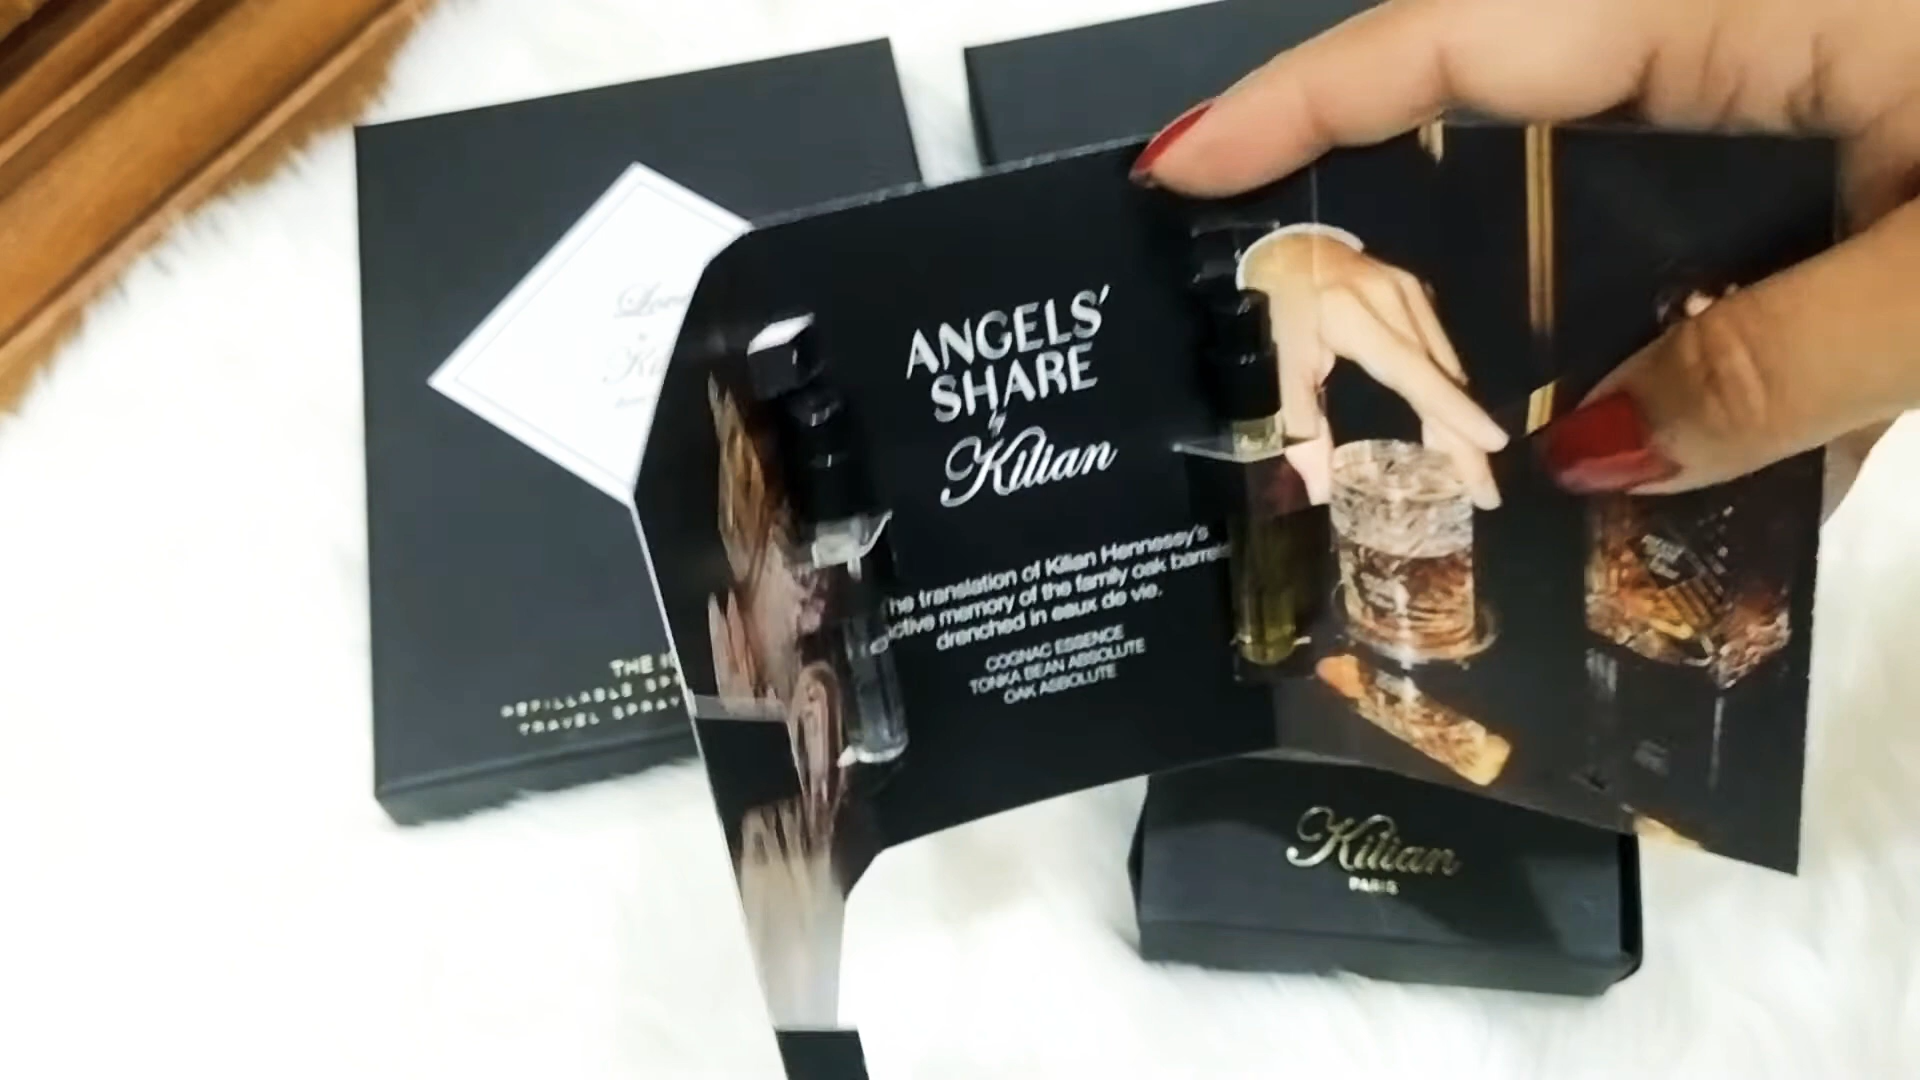 ANGELS'
SHARE
by
Kilian
The translation of Kilian Hennessy's
memory of the family oak barrels
drenched in eaux de vie.
COGNAC ESSENCE
TONKA BEAN ABSOLUTE
OAK ABSOLUTE
THE
REFILLABLE
TRAVEL SPRAY
Kilian
PARIS